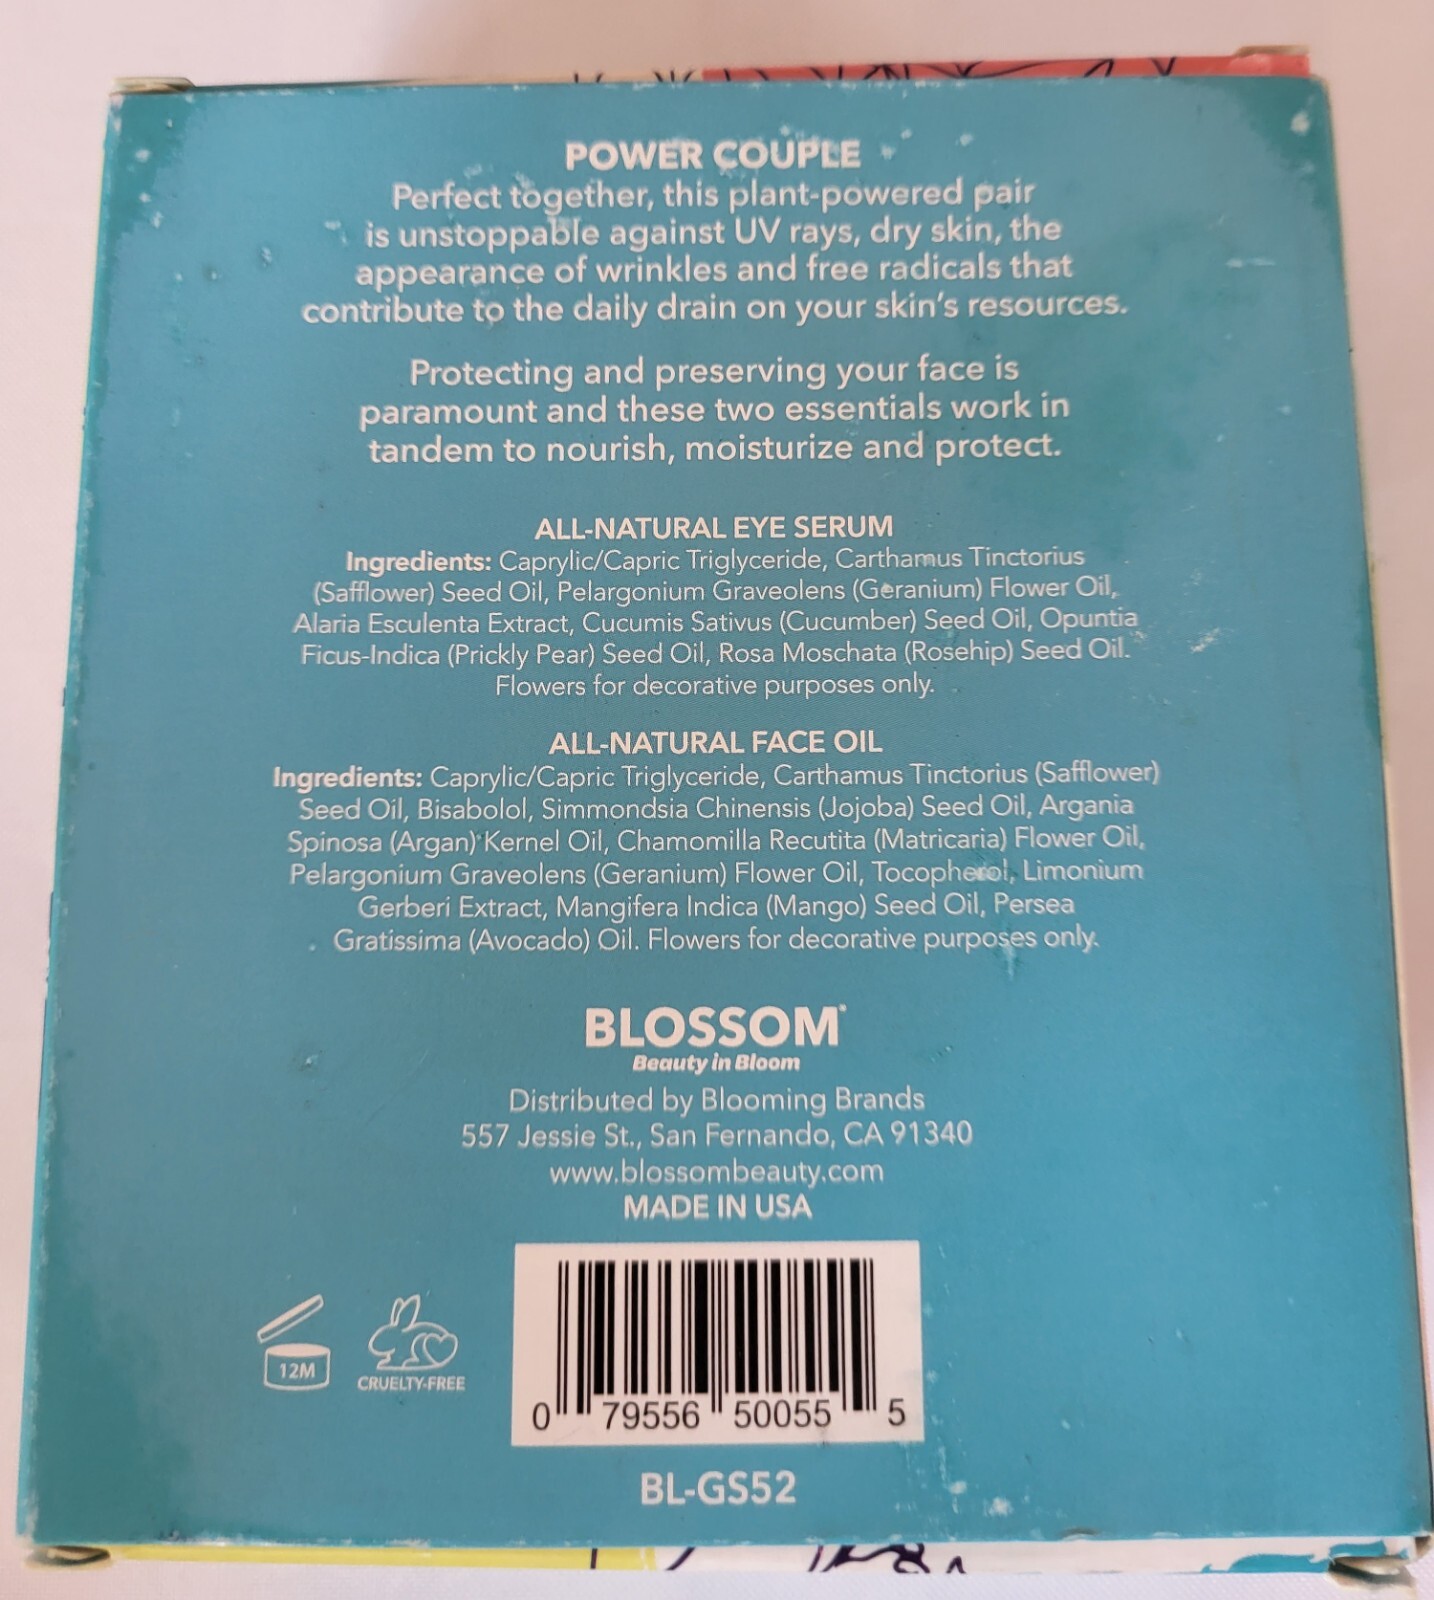 POWER COUPLE
Perfect together, this plant-powered pair
is unstoppable against UV rays, dry skin, the
appearance of wrinkles and free radicals that
contribute to the daily drain on your skin's resources.
Protecting and preserving your face is
paramount and these two essentials work in
tandem to nourish, moisturize and protect.
ALL-NATURAL EYE SERUM
Ingredients: Caprylic/Capric Triglyceride, Carthamus Tinctorius
(Safflower) Seed Oil, Pelargonium Graveolens (Geranium) Flower Oil,
Alaria Esculenta Extract, Cucumis Sativus (Cucumber) Seed Oil, Opuntia
Ficus-Indica (Prickly Pear) Seed Oil, Rosa Moschata (Rosehip) Seed Oil.
Flowers for decorative purposes only.
ALL-NATURAL FACE OIL
Ingredients: Caprylic/Capric Triglyceride, Carthamus Tinctorius (Safflower)
Seed Oil, Bisabolol, Simmondsia Chinensis (Jojoba) Seed Oil, Argania
Spinosa (Argan) Kernel Oil, Chamomilla Recutita (Matricaria) Flower Oil,
Pelargonium Graveolens (Geranium) Flower Oil, Tocopherol, Limonium
Gerberi Extract, Mangifera Indica (Mango) Seed Oil, Persea
Gratissima (Avocado) Oil. Flowers for decorative purposes only.
BLOSSOM
Beauty in Bloom
Distributed by Blooming Brands
557 Jessie St., San Fernando, CA 91340
www.blossombeauty.com
MADE IN USA
12M
CRUELTY-FREE
0 79556 50055 5
BL-GS52